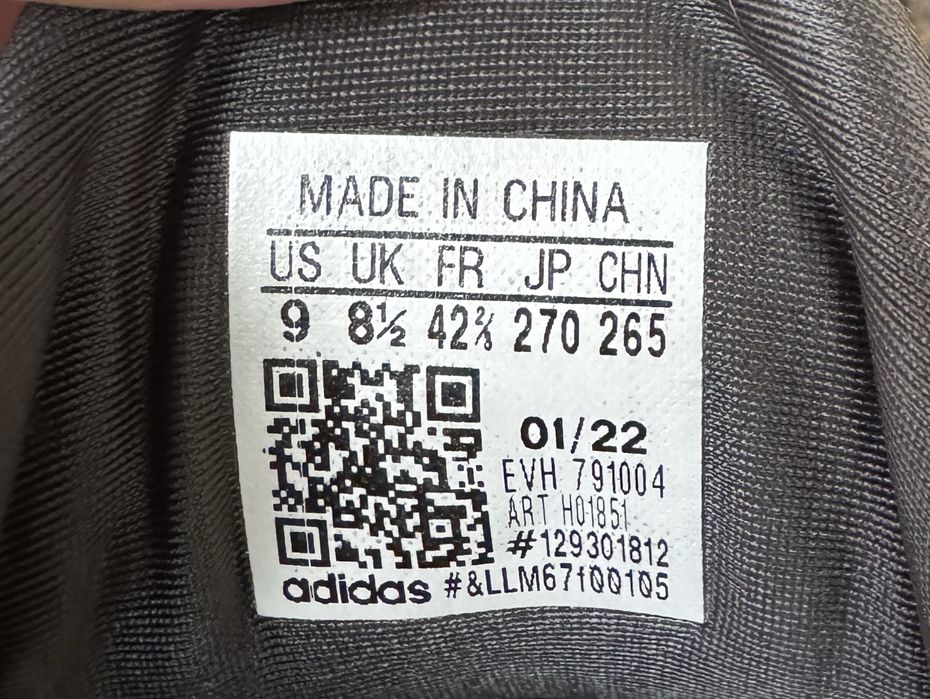 MADE IN CHINA
US UK FR JP CHN
9 8½ 42⅔ 270 265
01/22
EVH 791004
ART H01851
#129301812
adidas #&LLM67f00105